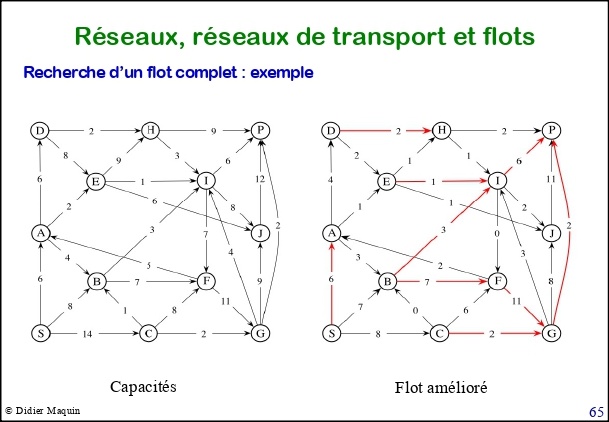 Réseaux, réseaux de transport et flots
Recherche d'un flot complet : exemple
D 2 H 9 P
8 9 3 6
6 E 1 I 12
2 6 8 2
A 3 7 J
4 5 4
6 B 7 F 9
8 1 8 11
S 14 C 2 G
D 2 H 2 P
2 1 1 6
4 E 1 I 11
1 1 2 2
A 3 0 J
3 2 3
6 B 7 F 8
7 0 6 11
S 8 C 2 G
Capacités Flot amélioré
© Didier Maquin 65